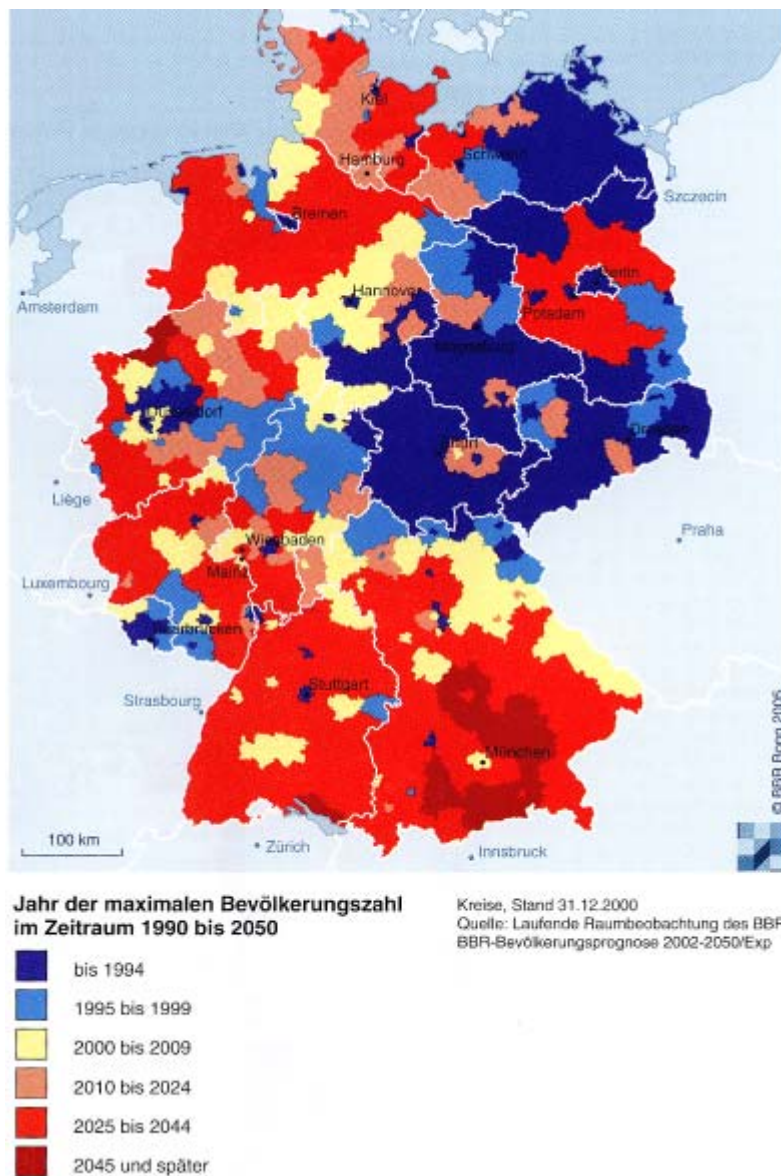 Kiel
Hamburg
Schwerin
Szczecin
Bremen
Amsterdam
Hannover
Berlin
Potsdam
Magdeburg
Düsseldorf
Erfurt
Dresden
Liège
Praha
Wiesbaden
Mainz
Luxembourg
Saarbrücken
Stuttgart
Strasbourg
München
© BBR Bonn 2005
100 km
Zürich
Innsbruck
Jahr der maximalen Bevölkerungszahl
im Zeitraum 1990 bis 2050
Kreise, Stand 31.12.2000
Quelle: Laufende Raumbeobachtung des BBR
BBR-Bevölkerungsprognose 2002-2050/Exp
bis 1994
1995 bis 1999
2000 bis 2009
2010 bis 2024
2025 bis 2044
2045 und später